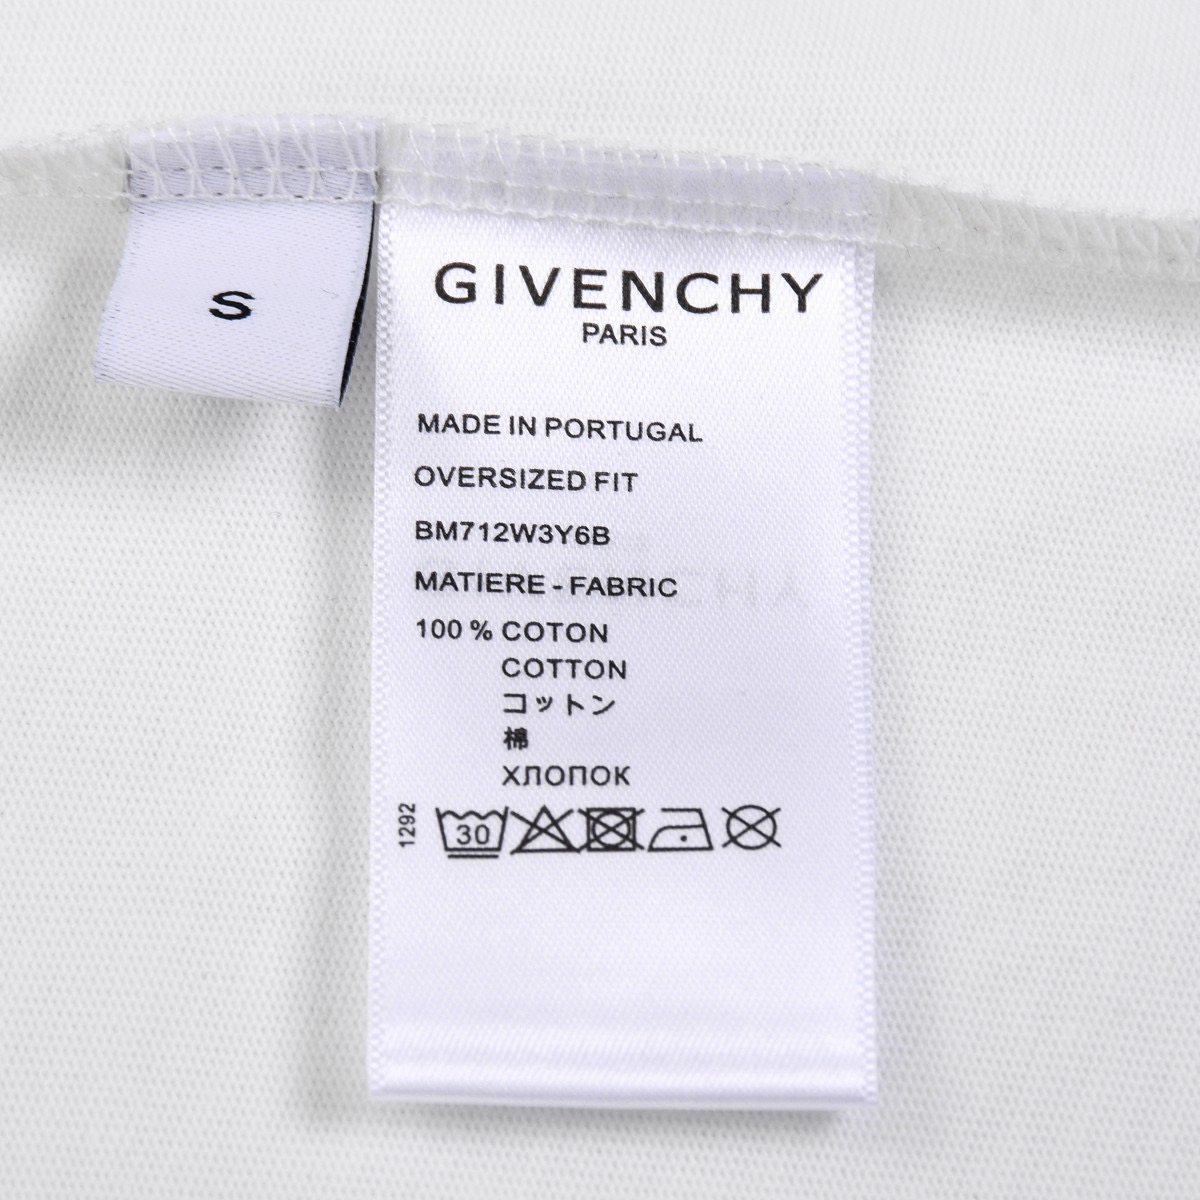 S
GIVENCHY
PARIS
MADE IN PORTUGAL
OVERSIZED FIT
BM712W3Y6B
MATIERE - FABRIC
100 % COTON
COTTON
コットン
棉
ХЛОПОК
1292
30